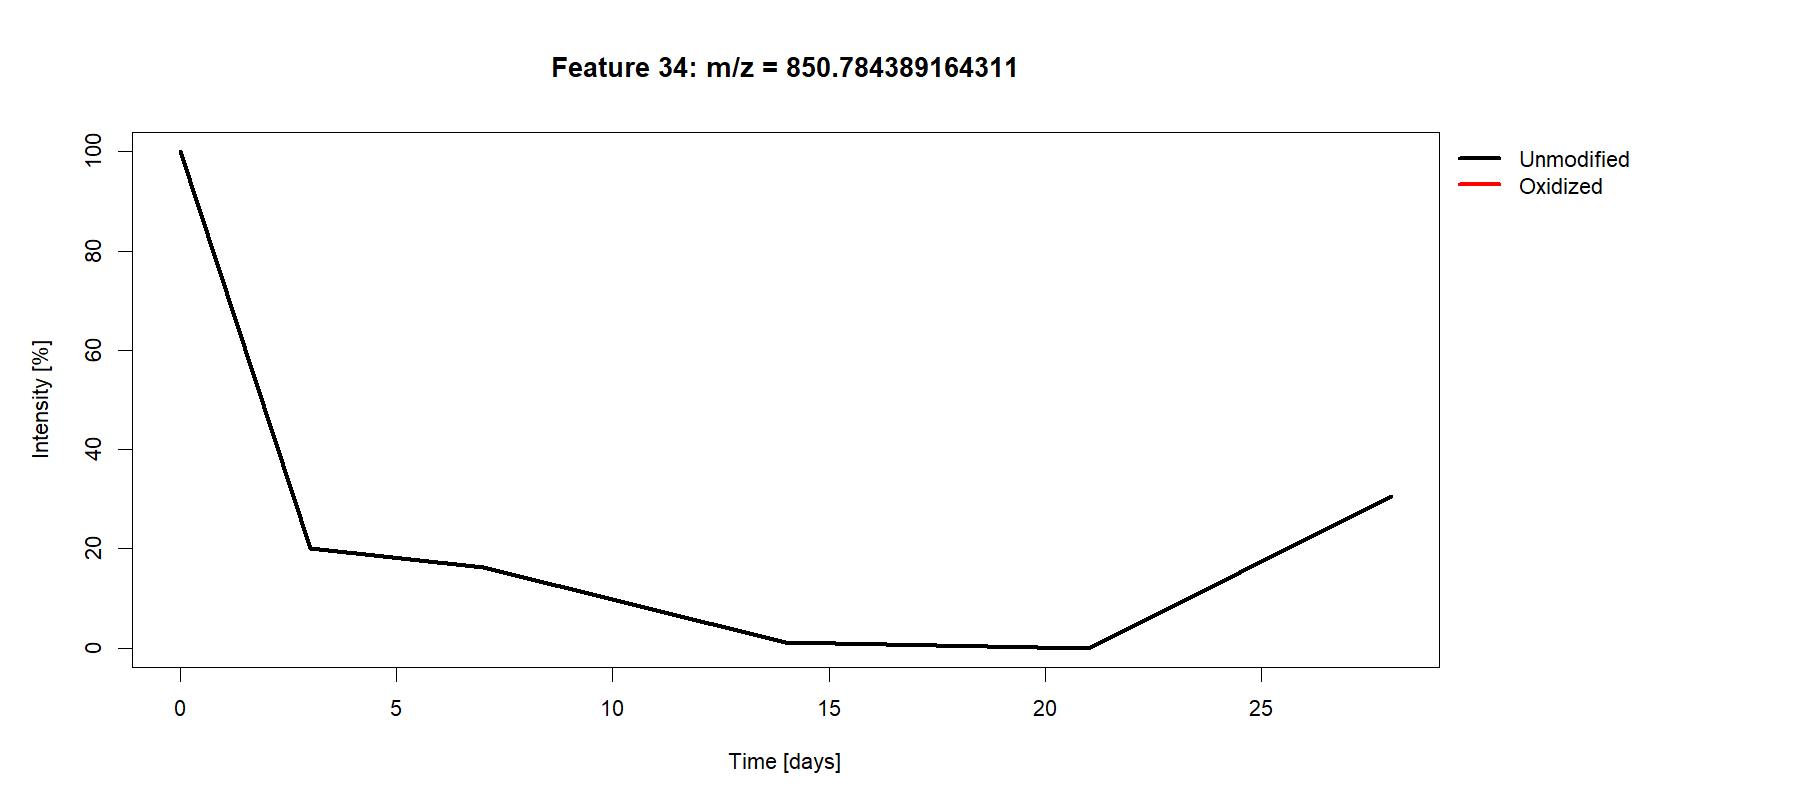 Feature 34: m/z = 850.784389164311
Unmodified
Oxidized
Intensity [%]
100
80
60
40
20
0
0 5 10 15 20 25
Time [days]